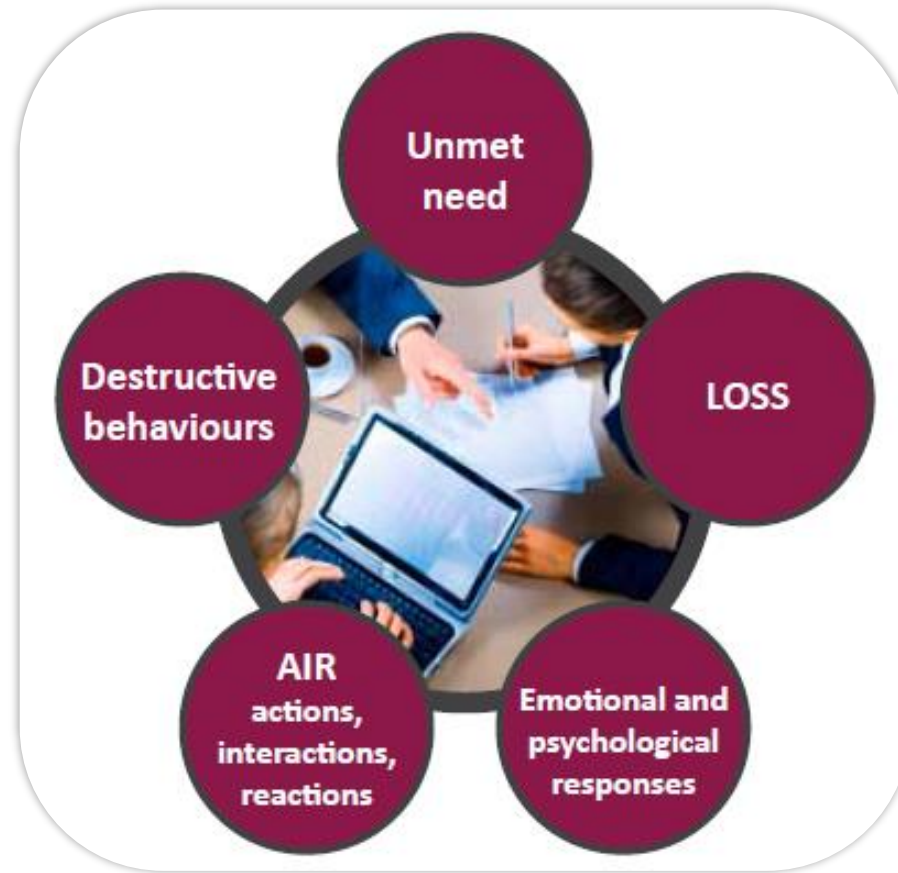 Unmet
need
LOSS
Emotional and
psychological
responses
AIR
actions,
interactions,
reactions
Destructive
behaviours